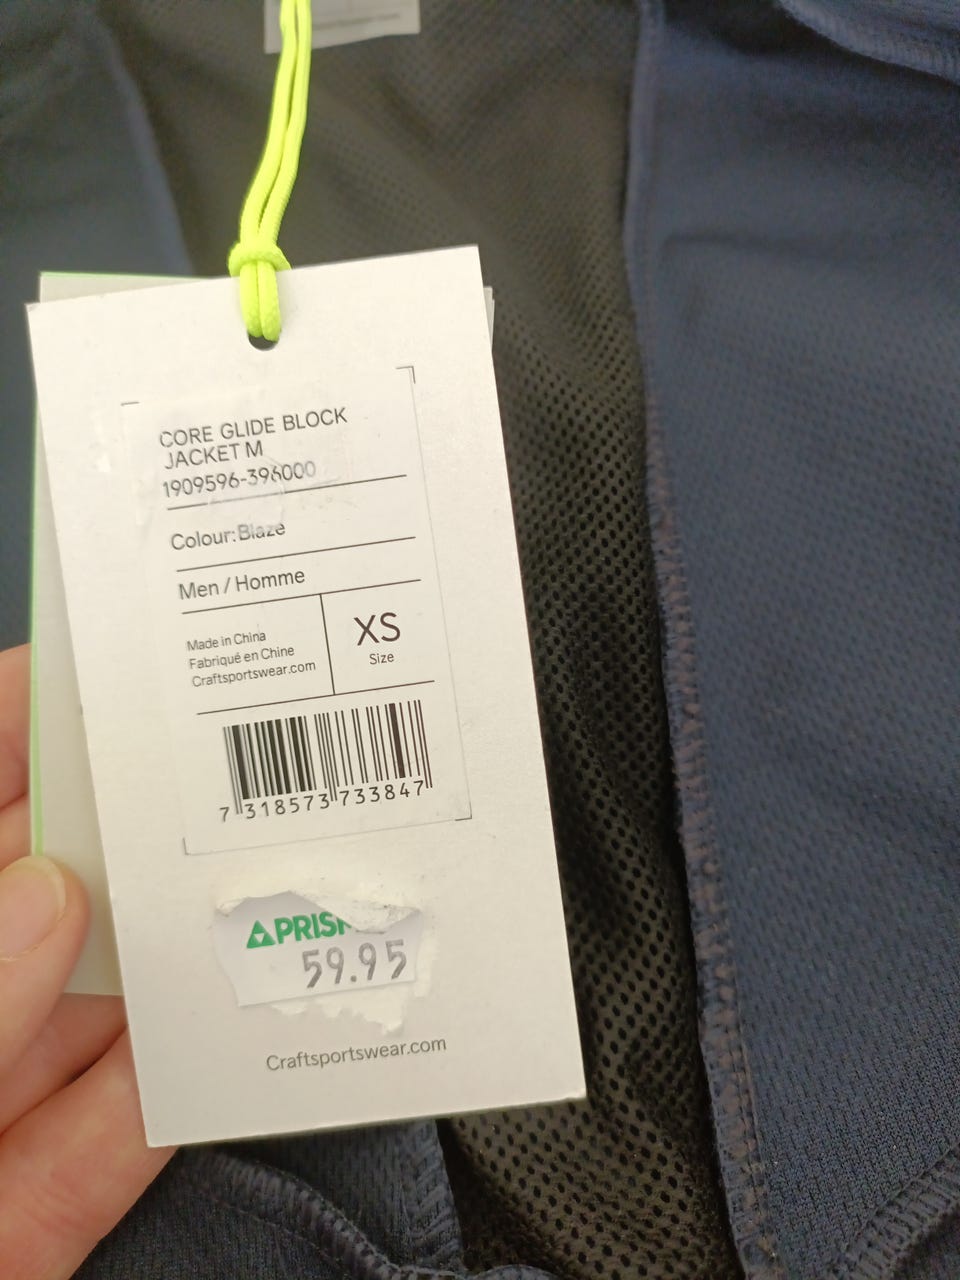 CORE GLIDE BLOCK
JACKET M
1909596-396000
Colour: Blaze
Men / Homme
Made in China
Fabriqué en Chine
Craftsportswear.com
XS
Size
7 318573 733847
59.95
Craftsportswear.com